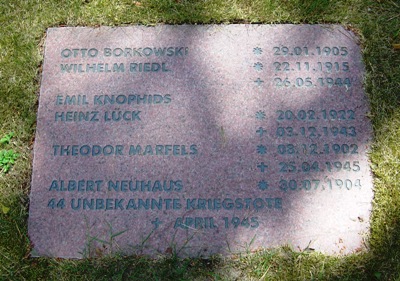 OTTO BORKOWSKI * 29.01.1905
WILHELM RIEDL * 22.11.1915
+ 26.05.1944
EMIL KNOPHIDS
HEINZ LÜCK * 20.02.1922
+ 03.12.1943
THEODOR MARFELS * 03.12.1902
+ 25.04.1945
ALBERT NEUHAUS * 30.07.1904
44 UNBEKANNTE KRIEGSTOTE
+ APRIL 1945